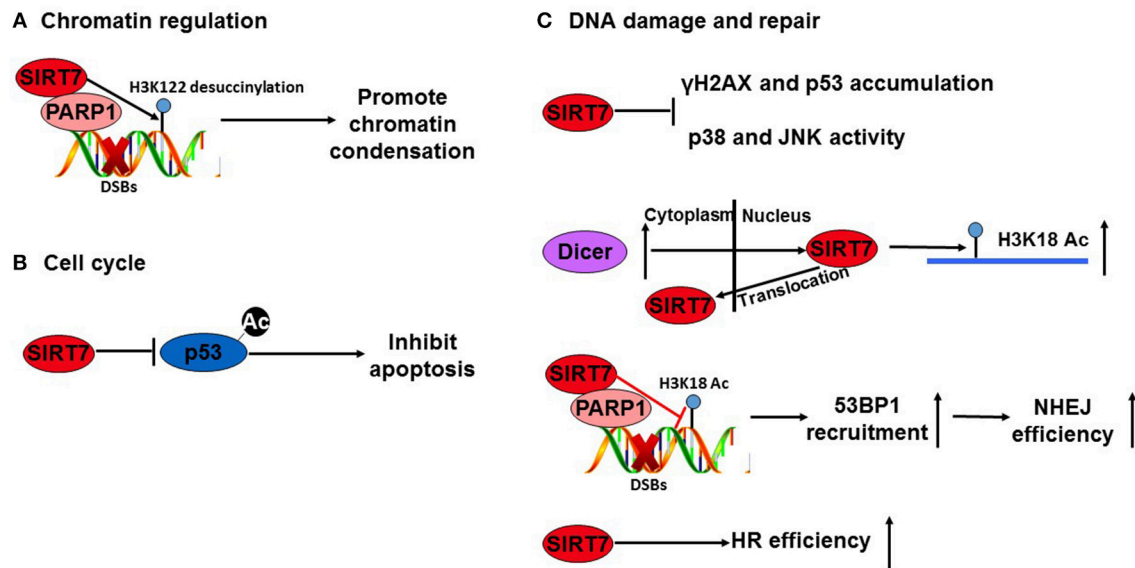 A Chromatin regulation
SIRT7
H3K122 desuccinylation
PARP1
DSBs
Promote
chromatin
condensation
B Cell cycle
SIRT7
p53
Ac
Inhibit
apoptosis
C DNA damage and repair
SIRT7
γH2AX and p53 accumulation
p38 and JNK activity
Cytoplasm
Nucleus
Dicer
SIRT7
H3K18 Ac
SIRT7
Translocation
SIRT7
H3K18 Ac
PARP1
DSBs
53BP1
recruitment
NHEJ
efficiency
SIRT7
HR efficiency